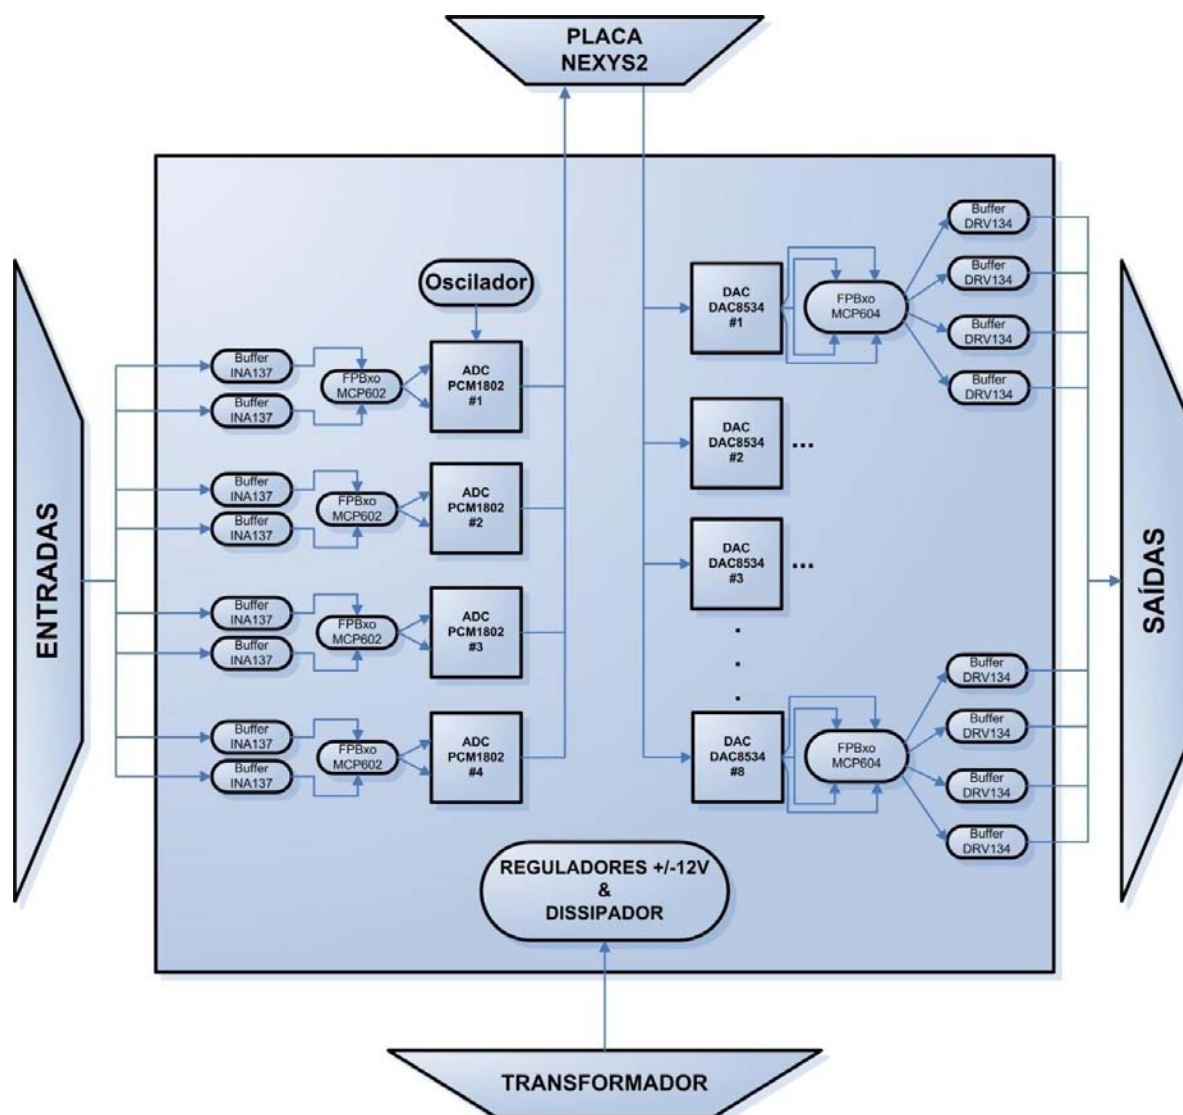 PLACA
NEXYS2
ENTRADAS
Oscilador
Buffer
INA137
Buffer
INA137
FPBxo
MCP602
ADC
PCM1802
#1
Buffer
INA137
Buffer
INA137
FPBxo
MCP602
ADC
PCM1802
#2
Buffer
INA137
Buffer
INA137
FPBxo
MCP602
ADC
PCM1802
#3
Buffer
INA137
Buffer
INA137
FPBxo
MCP602
ADC
PCM1802
#4
DAC
DAC8534
#1
FPBxo
MCP604
Buffer
DRV134
Buffer
DRV134
Buffer
DRV134
Buffer
DRV134
DAC
DAC8534
#2
...
DAC
DAC8534
#3
...
.
.
.
DAC
DAC8534
#8
FPBxo
MCP604
Buffer
DRV134
Buffer
DRV134
Buffer
DRV134
Buffer
DRV134
SAÍDAS
REGULADORES +/-12V
&
DISSIPADOR
TRANSFORMADOR